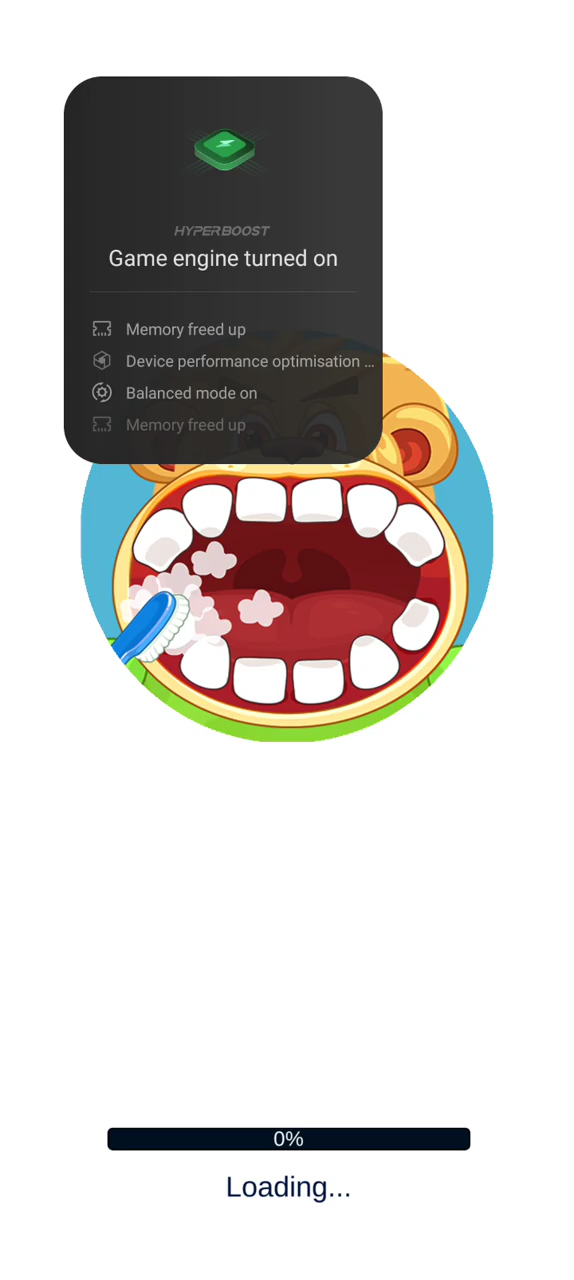 HYPERBOOST
Game engine turned on
Memory freed up
Device performance optimisation ...
Balanced mode on
Memory freed up
0%
Loading...